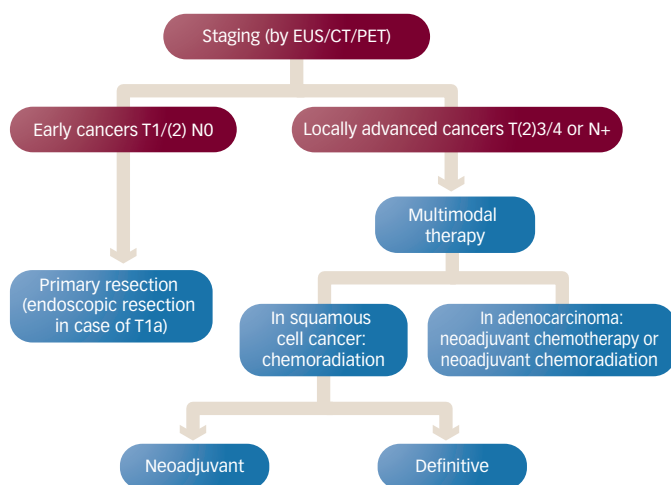 Staging (by EUS/CT/PET)
Early cancers T1/(2) N0
Locally advanced cancers T(2)3/4 or N+
Multimodal
therapy
Primary resection
(endoscopic resection
in case of T1a)
In squamous
cell cancer:
chemoradiation
In adenocarcinoma:
neoadjuvant chemotherapy or
neoadjuvant chemoradiation
Neoadjuvant
Definitive